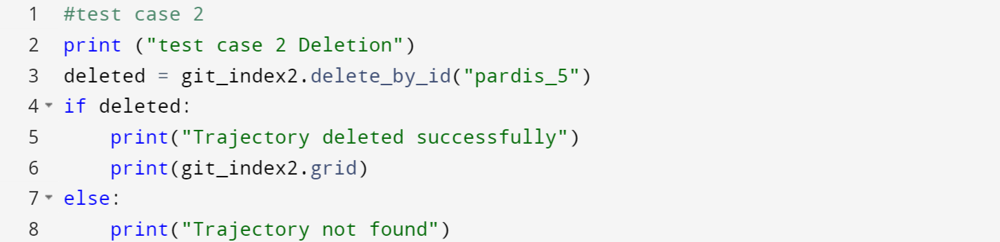 1 #test case 2
2 print ("test case 2 Deletion")
3 deleted = git_index2.delete_by_id("pardis_5")
4 if deleted:
5     print("Trajectory deleted successfully")
6     print(git_index2.grid)
7 else:
8     print("Trajectory not found")